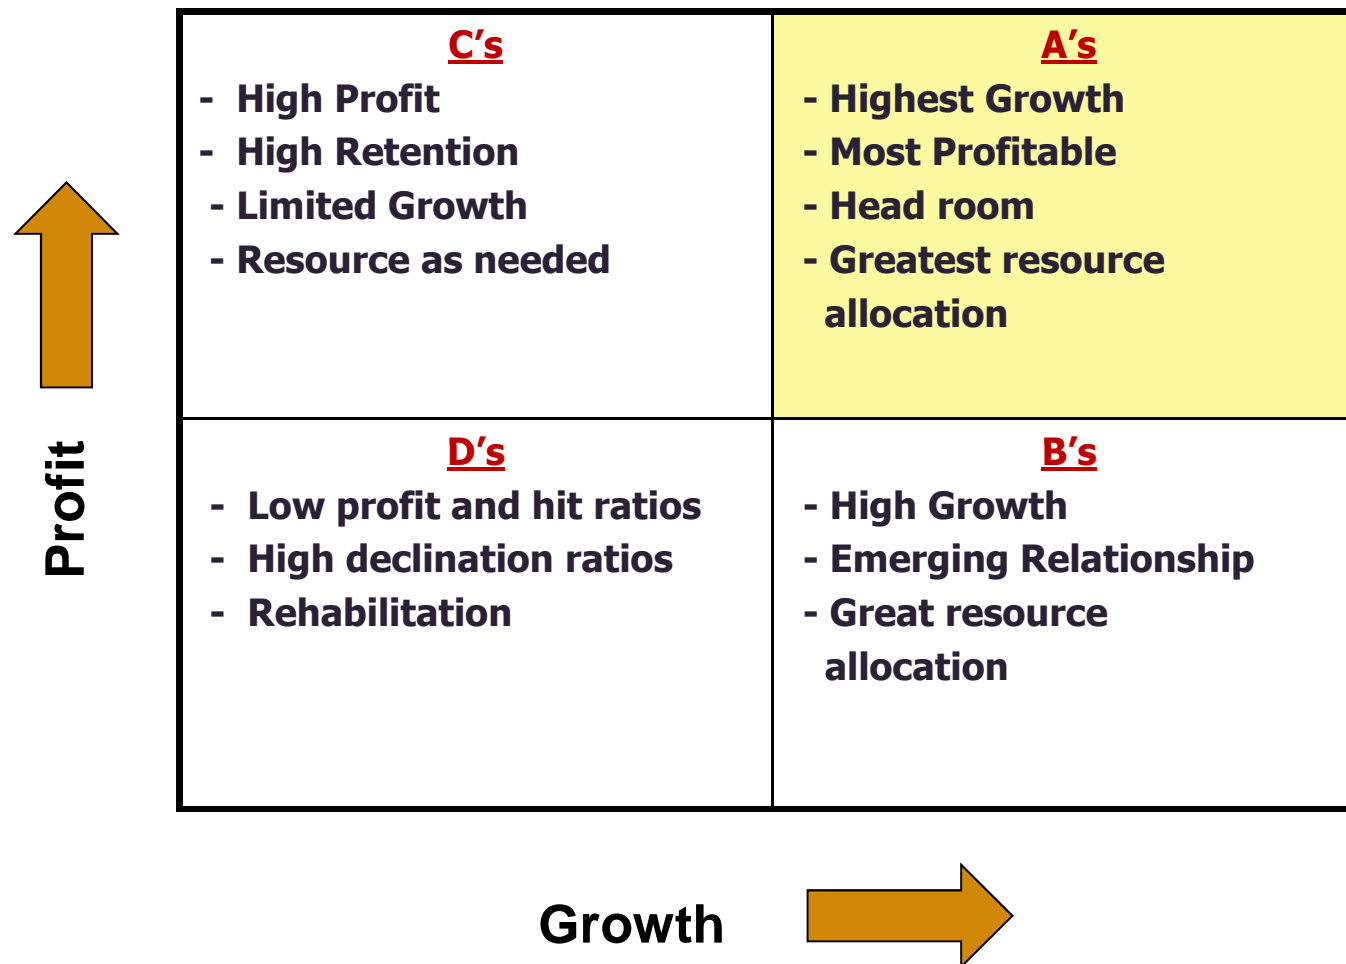 C’s
-  High Profit
-  High Retention
- Limited Growth
- Resource as needed
A’s
- Highest Growth
- Most Profitable
- Head room
- Greatest resource
allocation
D’s
-  Low profit and hit ratios
-  High declination ratios
-  Rehabilitation
B’s
- High Growth
- Emerging Relationship
- Great resource
allocation
Profit
Growth